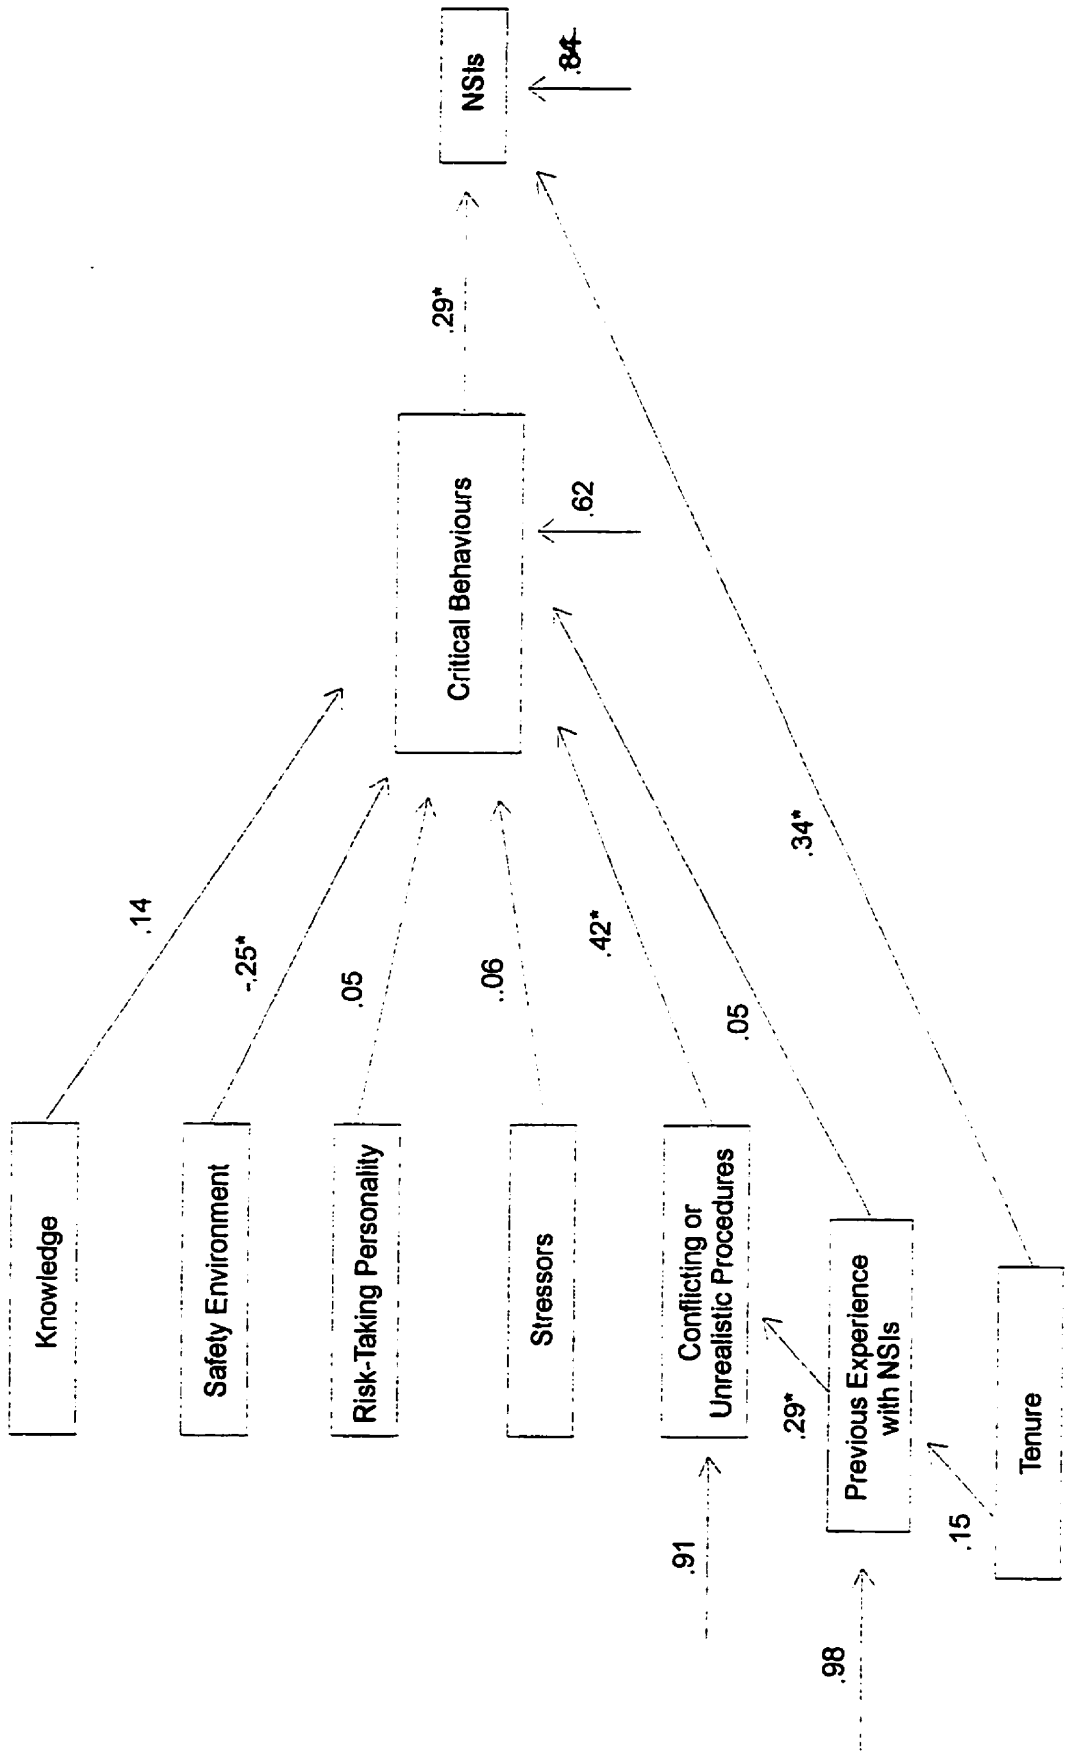 Knowledge
.14
Safety Environment
-.25*
Risk-Taking Personality
.05
Stressors
..06
Conflicting or
Unrealistic Procedures
.42*
.91
.29*
Previous Experience
with NSIs
.05
.98
.15
Tenure
.34*
Critical Behaviours
.62
.29*
NSIs
.84